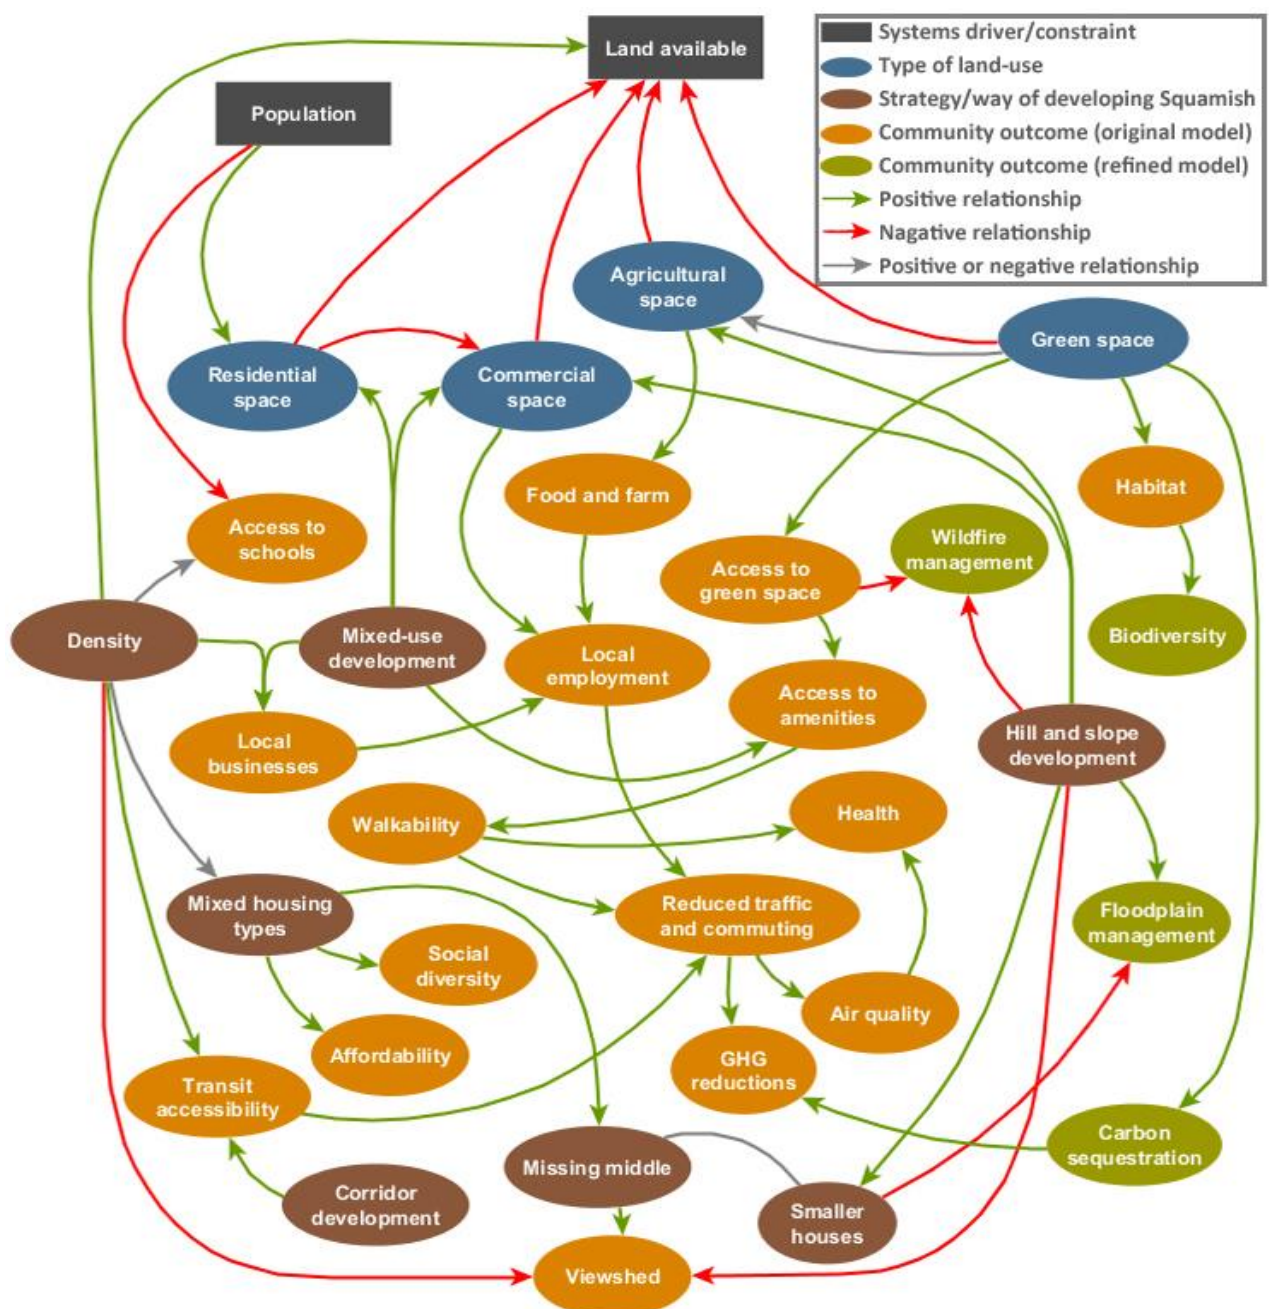 Land available
Population
Systems driver/constraint
Type of land-use
Strategy/way of developing Squamish
Community outcome (original model)
Community outcome (refined model)
Positive relationship
Nagative relationship
Positive or negative relationship
Agricultural
space
Green space
Residential
space
Commercial
space
Food and farm
Habitat
Access to
schools
Wildfire
management
Access to
green space
Biodiversity
Density
Mixed-use
development
Local
employment
Access to
amenities
Local
businesses
Hill and slope
development
Walkability
Health
Mixed housing
types
Reduced traffic
and commuting
Floodplain
management
Social
diversity
Air quality
Affordability
GHG
reductions
Transit
accessibility
Carbon
sequestration
Missing middle
Corridor
development
Smaller
houses
Viewshed